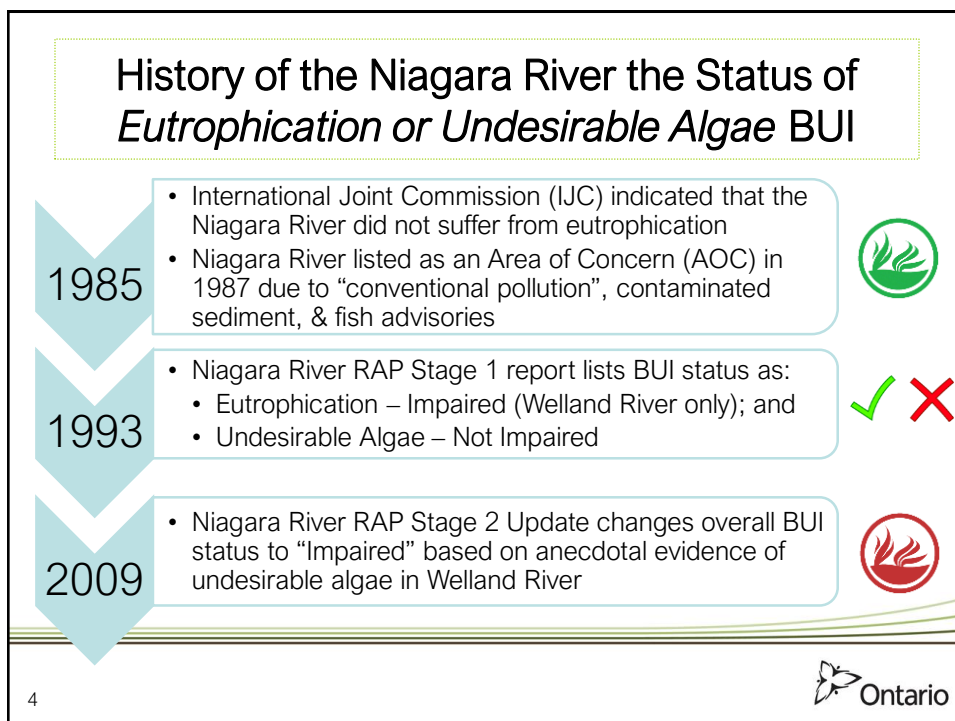 History of the Niagara River the Status of
Eutrophication or Undesirable Algae BUI
1985
• International Joint Commission (IJC) indicated that the
Niagara River did not suffer from eutrophication
• Niagara River listed as an Area of Concern (AOC) in
1987 due to “conventional pollution”, contaminated
sediment, & fish advisories
1993
• Niagara River RAP Stage 1 report lists BUI status as:
• Eutrophication – Impaired (Welland River only); and
• Undesirable Algae – Not Impaired
2009
• Niagara River RAP Stage 2 Update changes overall BUI
status to “Impaired” based on anecdotal evidence of
undesirable algae in Welland River
4
Ontario